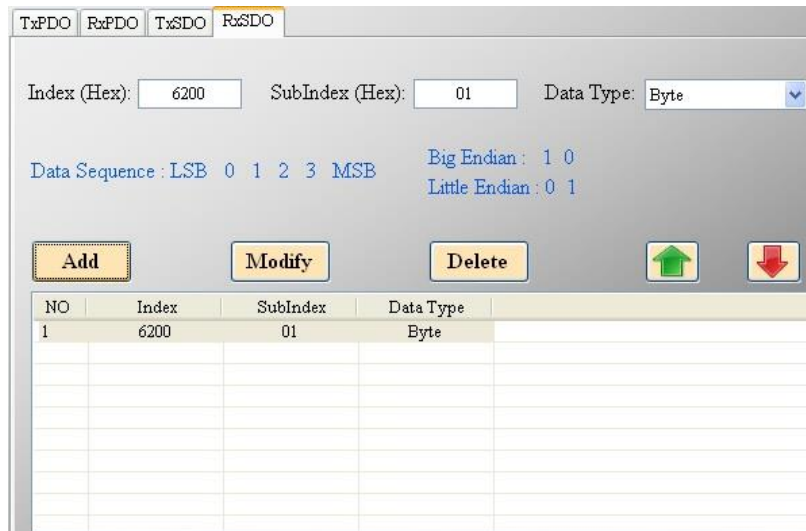 TxPDO RxPDO TxSDO RxSDO
Index (Hex): 6200 SubIndex (Hex): 01 Data Type: Byte
Data Sequence : LSB 0 1 2 3 MSB
Big Endian : 1 0
Little Endian : 0 1
Add Modify Delete
NO Index SubIndex Data Type
1 6200 01 Byte